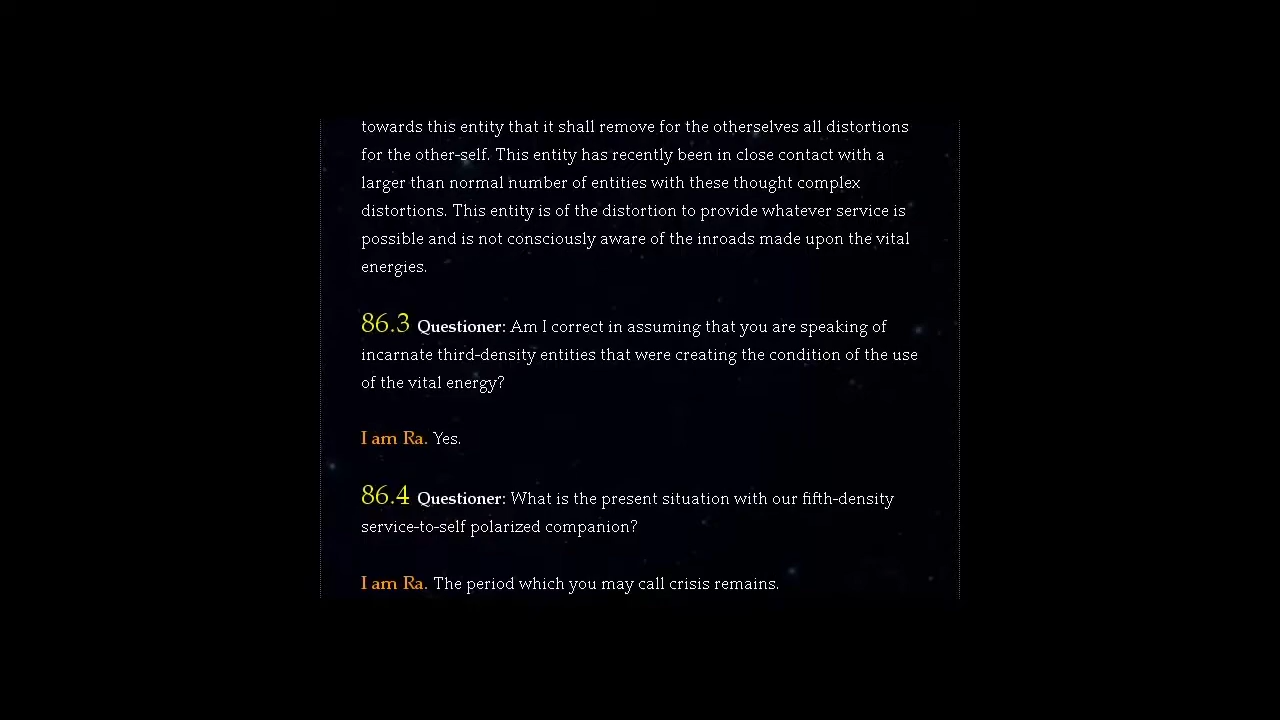 towards this entity that it shall remove for the otherselves all distortions
for the other-self. This entity has recently been in close contact with a
larger than normal number of entities with these thought complex
distortions. This entity is of the distortion to provide whatever service is
possible and is not consciously aware of the inroads made upon the vital
energies.
86.3 Questioner: Am I correct in assuming that you are speaking of
incarnate third-density entities that were creating the condition of the use
of the vital energy?
I am Ra. Yes.
86.4 Questioner: What is the present situation with our fifth-density
service-to-self polarized companion?
I am Ra. The period which you may call crisis remains.